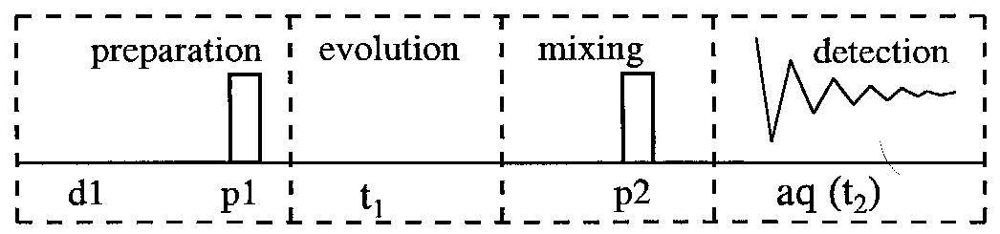 preparation evolution mixing detection
d1 p1 t₁ p2 aq (t₂)